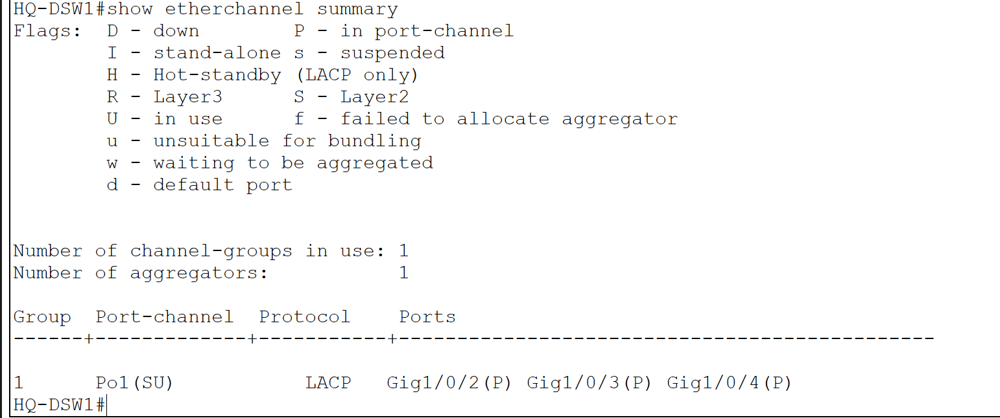 HQ-DSW1#show etherchannel summary
Flags:  D - down        P - in port-channel
        I - stand-alone s - suspended
        H - Hot-standby (LACP only)
        R - Layer3      S - Layer2
        U - in use      f - failed to allocate aggregator
        u - unsuitable for bundling
        w - waiting to be aggregated
        d - default port
Number of channel-groups in use: 1
Number of aggregators:           1
Group  Port-channel  Protocol    Ports
------+-------------+-----------+----------------------------------------------
1      Po1(SU)           LACP   Gig1/0/2(P) Gig1/0/3(P) Gig1/0/4(P)
HQ-DSW1#